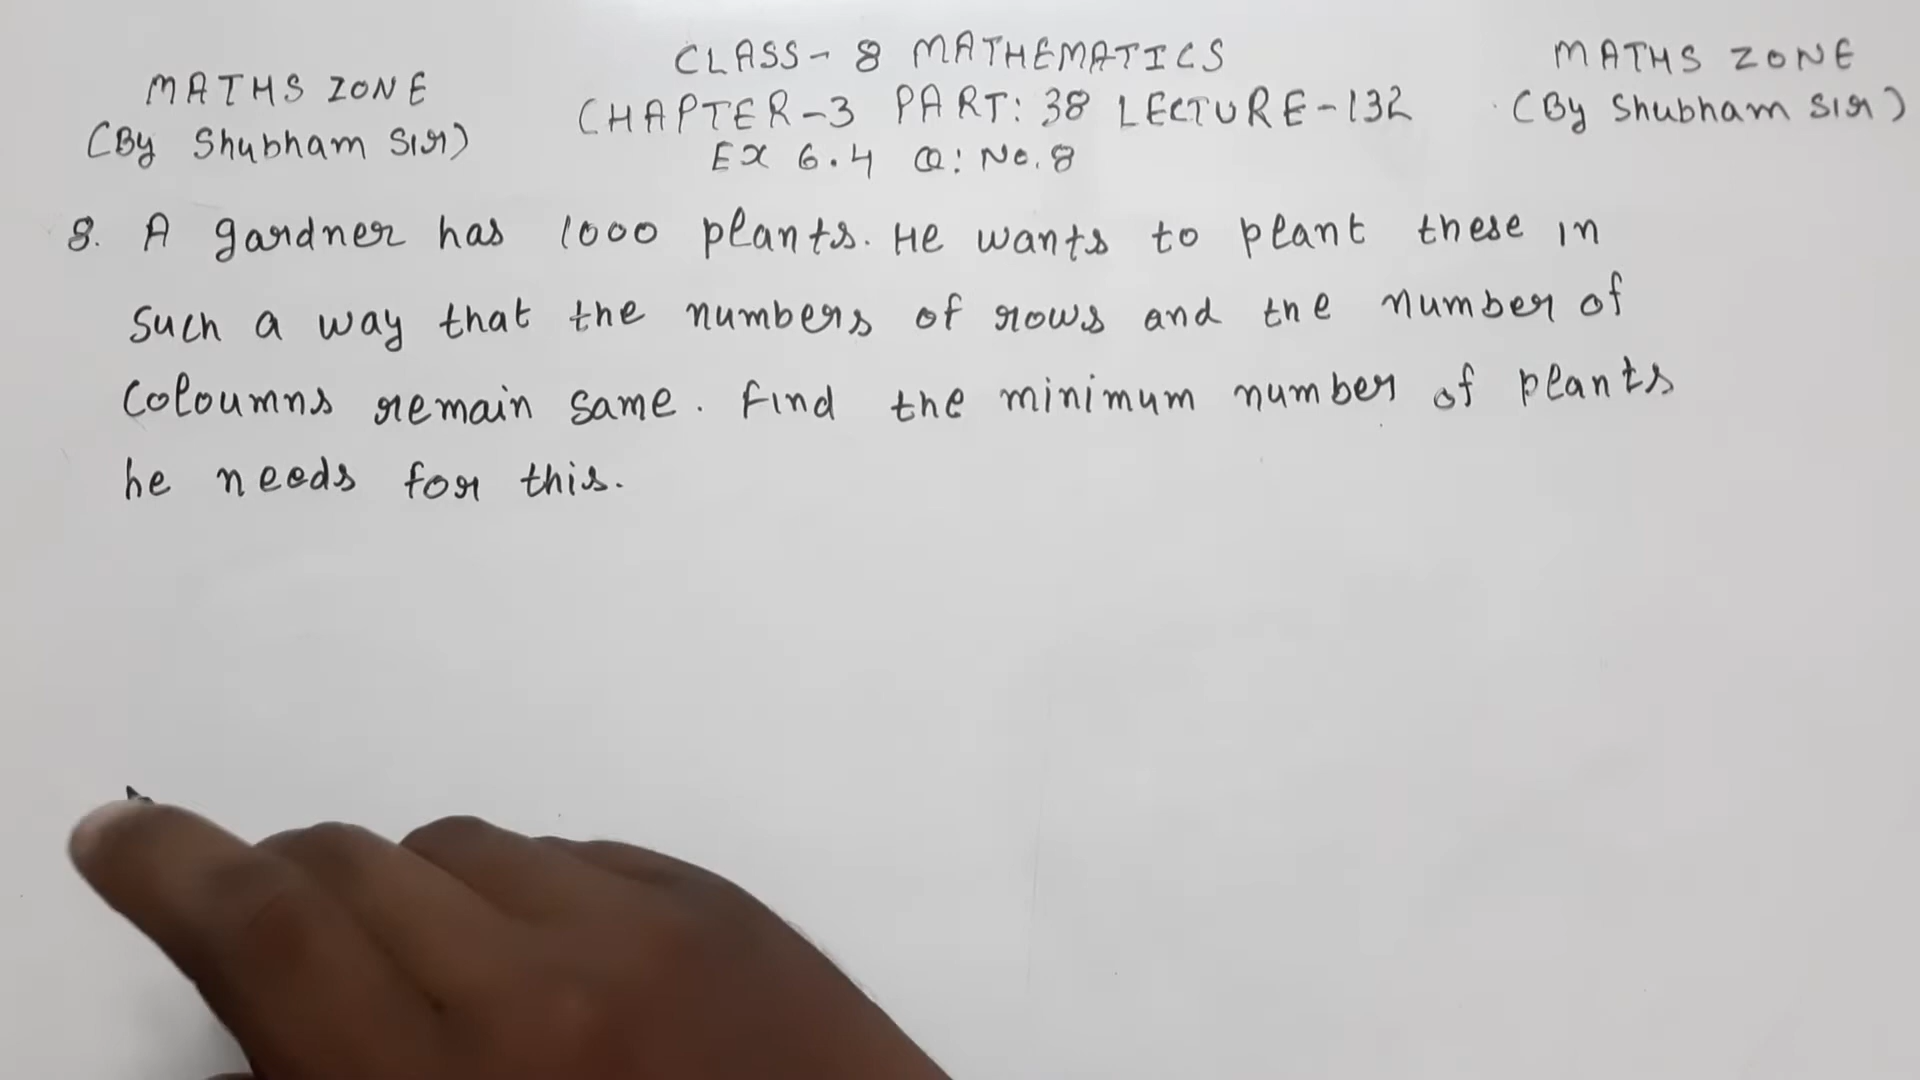 MATHS ZONE
(By Shubham Sir)
CLASS- 8 MATHEMATICS
CHAPTER-3 PART: 38 LECTURE-132
EX 6.4 Q: No. 8
MATHS ZONE
(By Shubham Sir)
8. A gardner has 1000 plants. He wants to plant these in
Such a way that the numbers of rows and the number of
Coloumns remain same. Find the minimum number of plants
he needs for this.